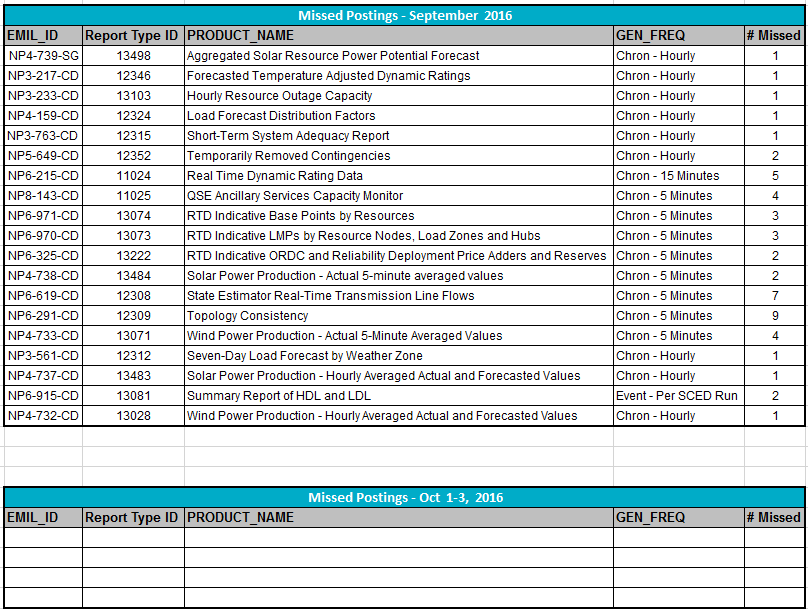 Missed Postings - September 2016
EMIL_ID Report Type ID PRODUCT_NAME GEN_FREQ # Missed
NP4-739-SG 13498 Aggregated Solar Resource Power Potential Forecast Chron - Hourly 1
NP3-217-CD 12346 Forecasted Temperature Adjusted Dynamic Ratings Chron - Hourly 1
NP3-233-CD 13103 Hourly Resource Outage Capacity Chron - Hourly 1
NP4-159-CD 12324 Load Forecast Distribution Factors Chron - Hourly 1
NP3-763-CD 12315 Short-Term System Adequacy Report Chron - Hourly 1
NP5-649-CD 12352 Temporarily Removed Contingencies Chron - Hourly 2
NP6-215-CD 11024 Real Time Dynamic Rating Data Chron - 15 Minutes 5
NP8-143-CD 11025 QSE Ancillary Services Capacity Monitor Chron - 5 Minutes 4
NP6-971-CD 13074 RTD Indicative Base Points by Resources Chron - 5 Minutes 3
NP6-970-CD 13073 RTD Indicative LMPs by Resource Nodes, Load Zones and Hubs Chron - 5 Minutes 3
NP6-325-CD 13222 RTD Indicative ORDC and Reliability Deployment Price Adders and Reserves Chron - 5 Minutes 2
NP4-738-CD 13484 Solar Power Production - Actual 5-minute averaged values Chron - 5 Minutes 2
NP6-619-CD 12308 State Estimator Real-Time Transmission Line Flows Chron - 5 Minutes 7
NP6-291-CD 12309 Topology Consistency Chron - 5 Minutes 9
NP4-733-CD 13071 Wind Power Production - Actual 5-Minute Averaged Values Chron - 5 Minutes 4
NP3-561-CD 12312 Seven-Day Load Forecast by Weather Zone Chron - Hourly 1
NP4-737-CD 13483 Solar Power Production - Hourly Averaged Actual and Forecasted Values Chron - Hourly 1
NP6-915-CD 13081 Summary Report of HDL and LDL Event - Per SCED Run 2
NP4-732-CD 13028 Wind Power Production - Hourly Averaged Actual and Forecasted Values Chron - Hourly 1
Missed Postings - Oct 1-3, 2016
EMIL_ID Report Type ID PRODUCT_NAME GEN_FREQ # Missed